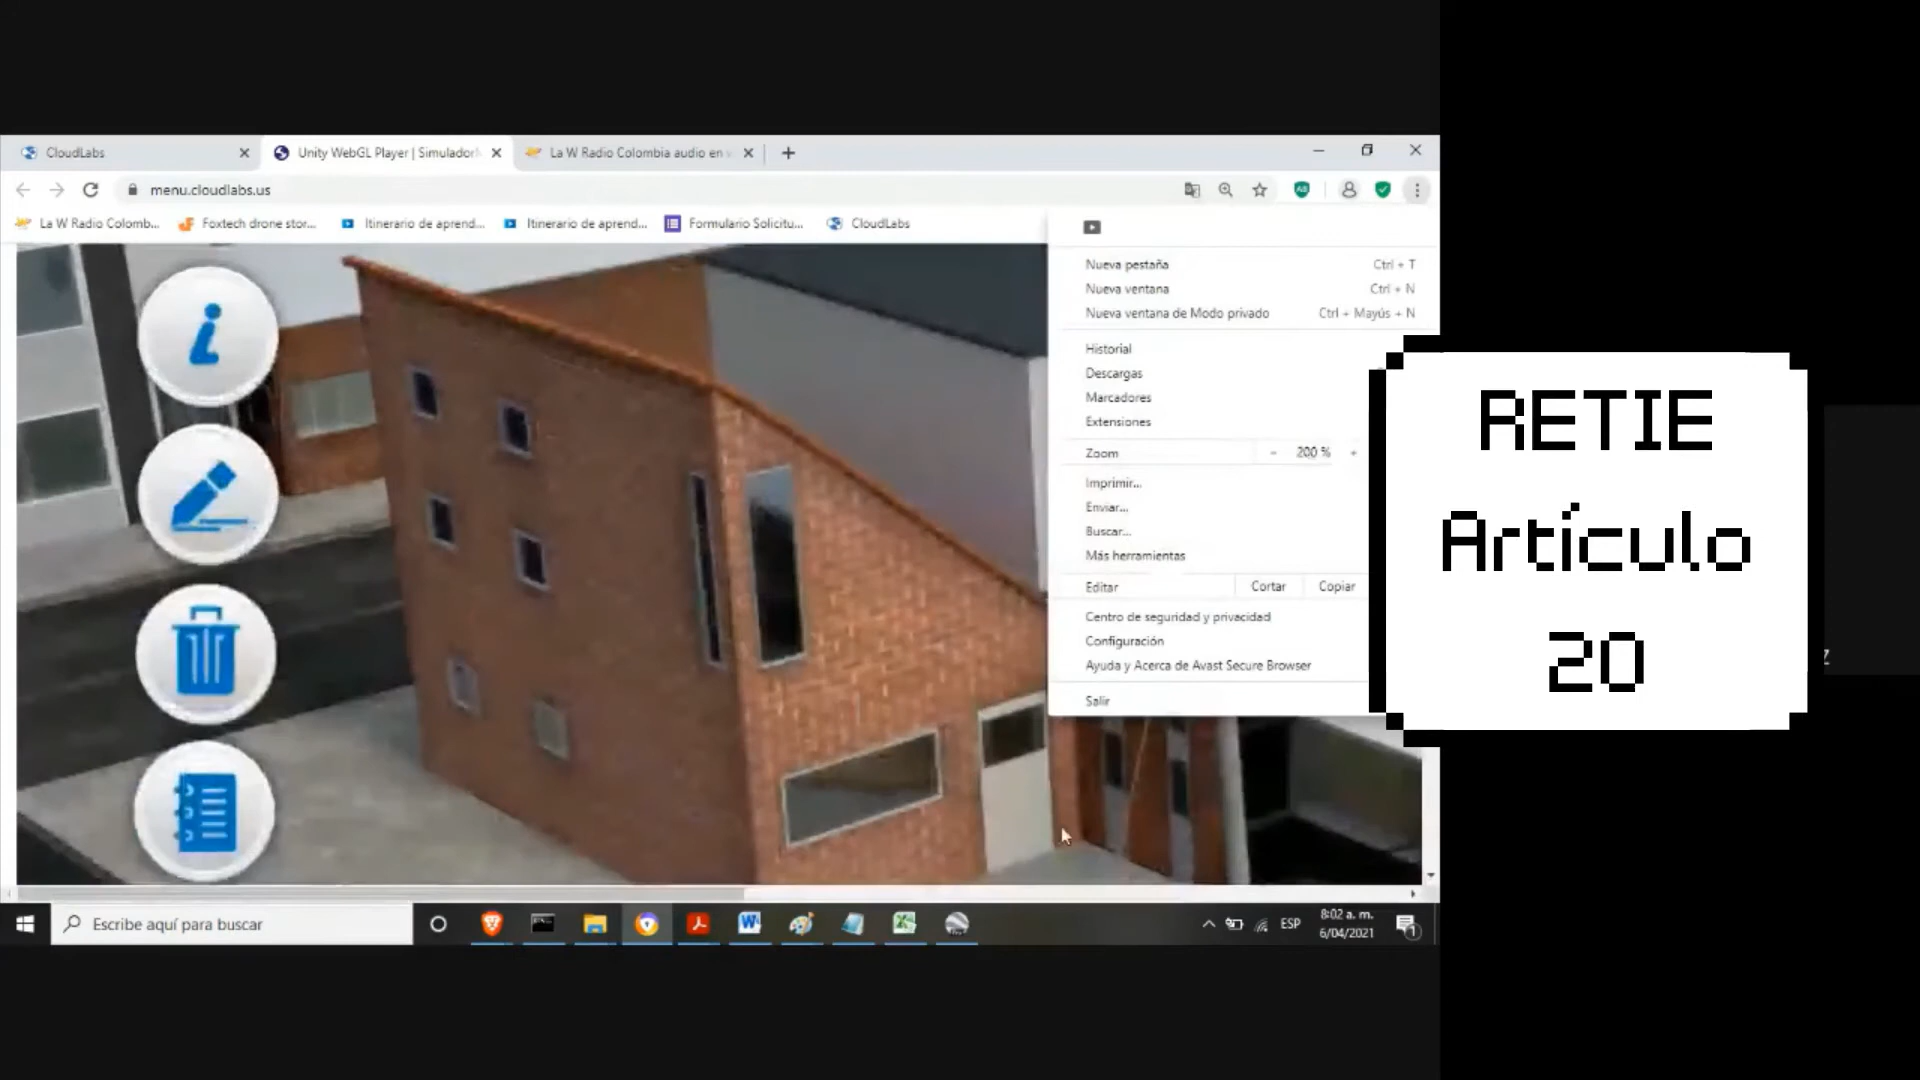 CloudLabs
Unity WebGL Player | Simulador
La W Radio Colombia audio en
menu.cloudlabs.us
La W Radio Colomb...
Foxtech drone stor...
Itinerario de aprend...
Itinerario de aprend...
Formulario Solicitu...
CloudLabs
Nueva pestaña Ctrl + T
Nueva ventana Ctrl + N
Nueva ventana de Modo privado Ctrl + Mayús + N
Historial
Descargas
Marcadores
Extensiones
Zoom - 200 % +
Imprimir...
Enviar...
Buscar...
Más herramientas
Editar Cortar Copiar
Centro de seguridad y privacidad
Configuración
Ayuda y Acerca de Avast Secure Browser
Salir
RETIE
Artículo
20
Z
Escribe aquí para buscar
ESP
8:02 a. m.
6/04/2021
1